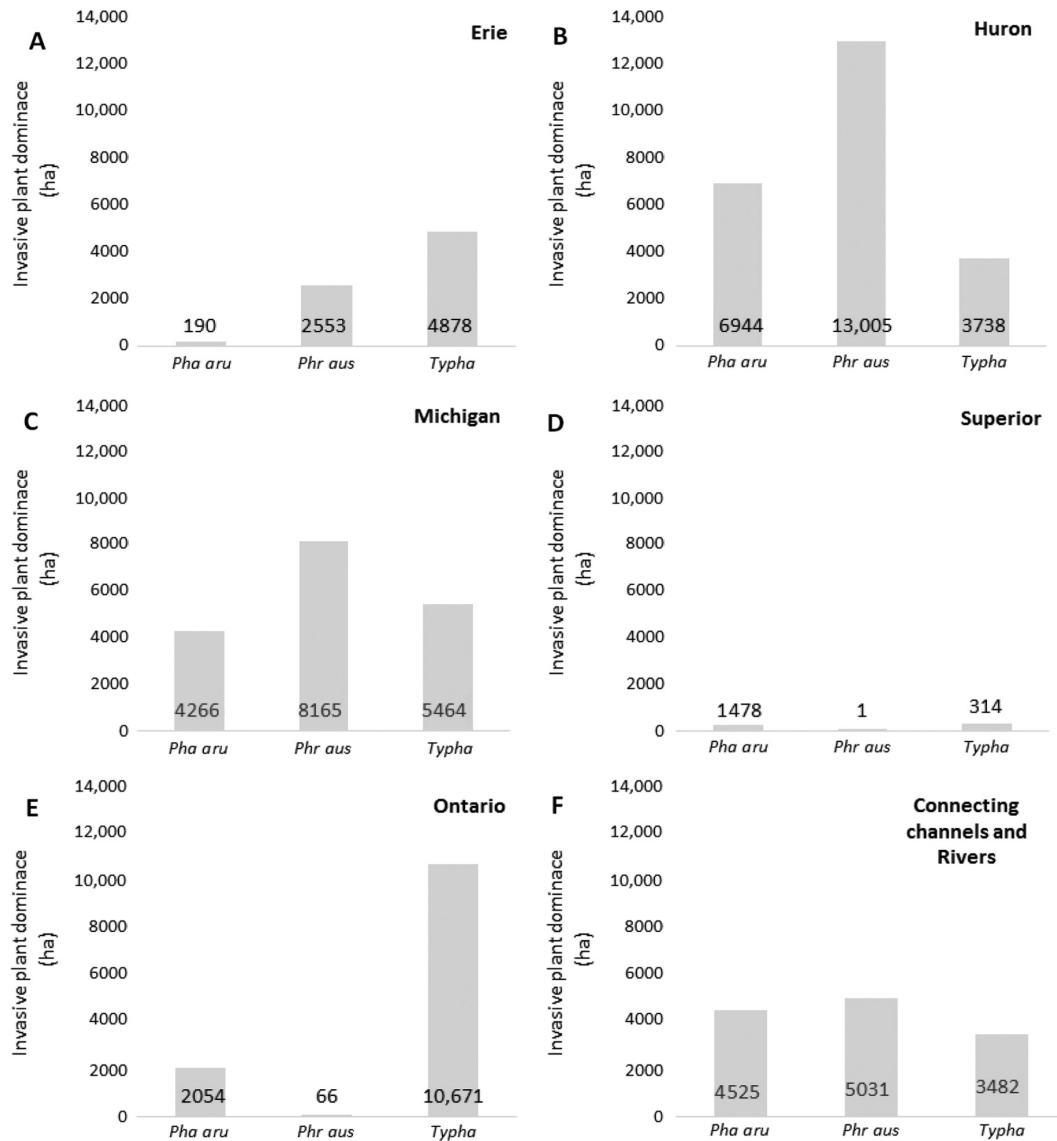 A
Erie
Invasive plant dominace
(ha)
14,000
12,000
10,000
8000
6000
4000
2000
0
190
2553
4878
Pha aru
Phr aus
Typha
B
Huron
Invasive plant dominace
(ha)
14,000
12,000
10,000
8000
6000
4000
2000
0
6944
13,005
3738
Pha aru
Phr aus
Typha
C
Michigan
Invasive plant dominace
(ha)
14,000
12,000
10,000
8000
6000
4000
2000
0
4266
8165
5464
Pha aru
Phr aus
Typha
D
Superior
Invasive plant dominace
(ha)
14,000
12,000
10,000
8000
6000
4000
2000
0
1478
1
314
Pha aru
Phr aus
Typha
E
Ontario
Invasive plant dominace
(ha)
14,000
12,000
10,000
8000
6000
4000
2000
0
2054
66
10,671
Pha aru
Phr aus
Typha
F
Connecting
channels and
Rivers
Invasive plant dominace
(ha)
14,000
12,000
10,000
8000
6000
4000
2000
0
4525
5031
3482
Pha aru
Phr aus
Typha